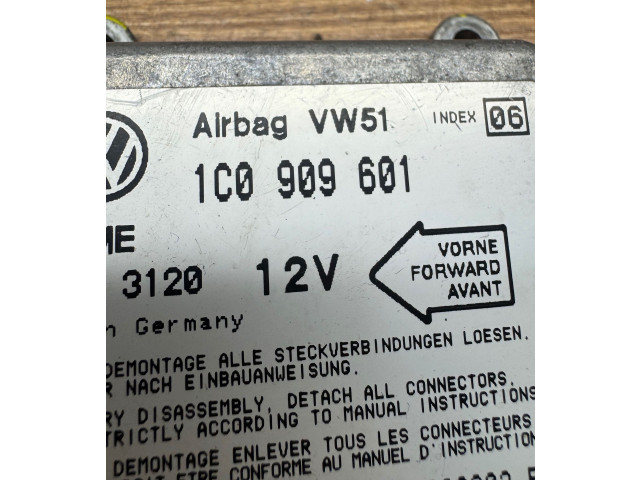 Airbag VW51 INDEX 06
1C0 909 601
ME
3120 12V
VORNE
FORWARD
AVANT
n Germany
DEMONTAGE ALLE STECKVERBINDUNGEN LOESEN.
R NACH EINBAUANWEISUNG.
RY DISASSEMBLY, DETACH ALL CONNECTORS.
TRICTLY ACCORDING TO MANUAL INSTRUCTIONS
DEMONTAGE ENLEVER TOUS LES CONNECTEURS
OIT ETRE CONFORME AU MANUEL D'INSTRUCTION